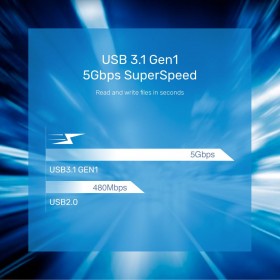 USB 3.1 Gen1
5Gbps SuperSpeed
Read and write files in seconds
5Gbps
USB3.1 GEN1
480Mbps
USB2.0